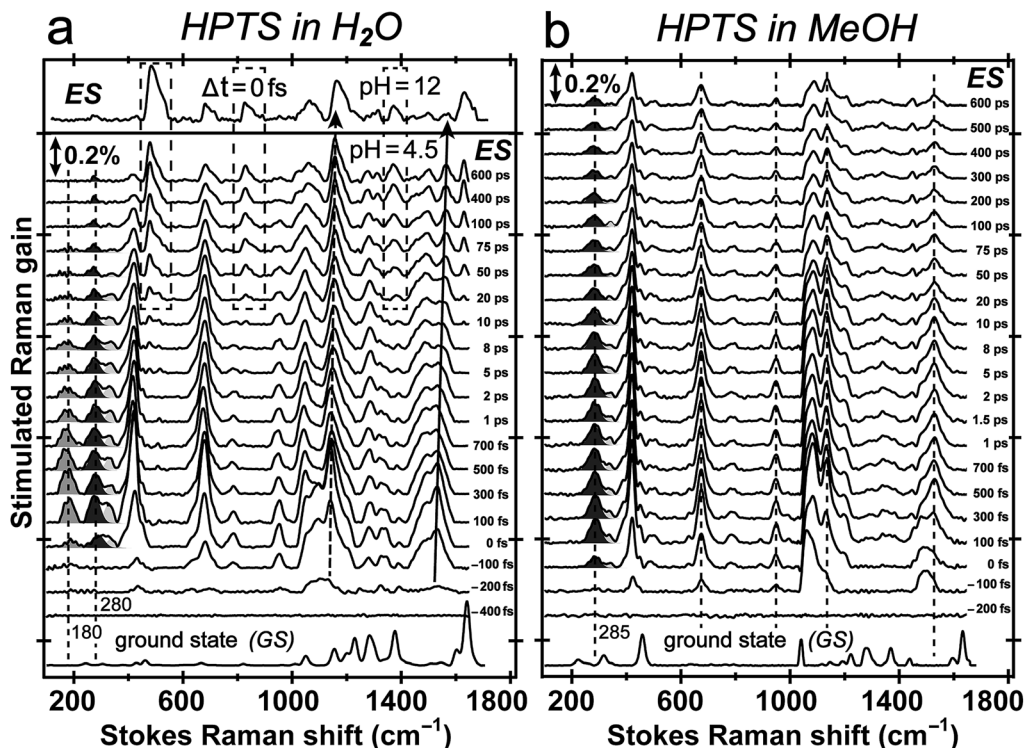 a HPTS in H₂O
ES
Δt=0 fs
pH=12
0.2%
pH=4.5
ES
600 ps
400 ps
100 ps
75 ps
50 ps
20 ps
10 ps
8 ps
5 ps
2 ps
1 ps
700 fs
500 fs
300 fs
100 fs
0 fs
−100 fs
−200 fs
−400 fs
280
180
ground state (GS)
200 600 1000 1400 1800
Stokes Raman shift (cm⁻¹)
Stimulated Raman gain
b HPTS in MeOH
0.2%
ES
600 ps
500 ps
400 ps
300 ps
200 ps
100 ps
75 ps
50 ps
20 ps
10 ps
8 ps
5 ps
2 ps
1.5 ps
1 ps
700 fs
500 fs
300 fs
100 fs
0 fs
−100 fs
−200 fs
285
ground state (GS)
200 600 1000 1400 1800
Stokes Raman shift (cm⁻¹)